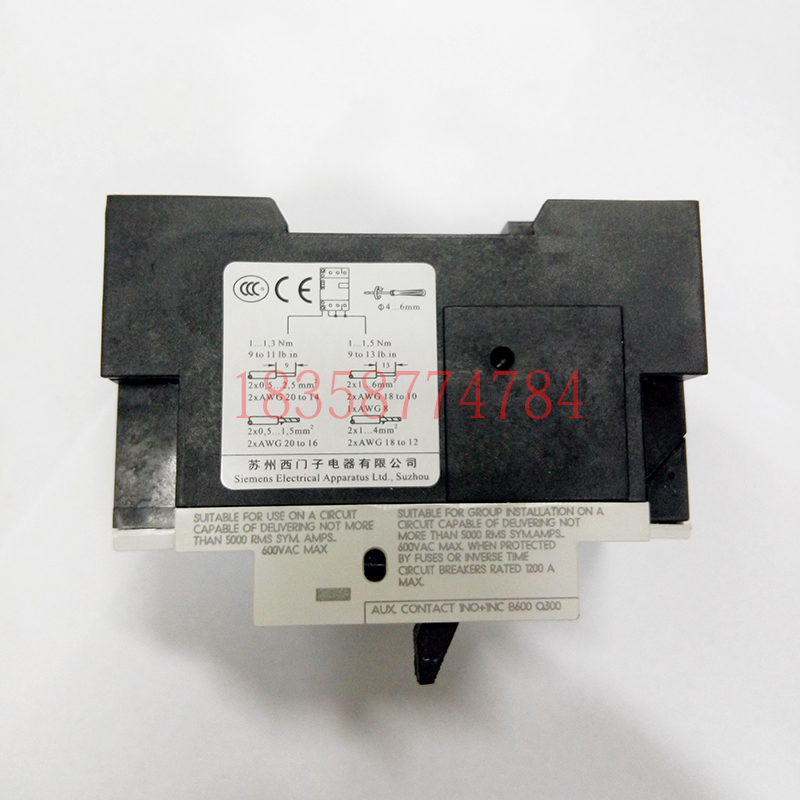 CCC CE
Φ4...6mm
1...1,3 Nm
9 to 11 lb.in
9
2x0,5...2,5mm²
2xAWG 20 to 14
2x0,5...1,5mm²
2xAWG 20 to 16
1...1,5 Nm
9 to 13 lb.in
13
2x1...6mm
2xAWG 18 to 10
1xAWG 8
2x1...4mm²
2xAWG 18 to 12
18353774784
苏州西门子电器有限公司
Siemens Electrical Apparatus Ltd., Suzhou
SUITABLE FOR USE ON A CIRCUIT
CAPABLE OF DELIVERING NOT MORE
THAN 5000 RMS SYM. AMPS..
600VAC MAX
SUITABLE FOR GROUP INSTALLATION ON A
CIRCUIT CAPABLE OF DELIVERING NOT
MORE THAN 5000 RMS SYM.AMPS..
600VAC MAX. WHEN PROTECTED
BY FUSES OR INVERSE TIME
CIRCUIT BREAKERS RATED 1200 A
MAX.
AUX. CONTACT 1NO+1NC B600 Q300